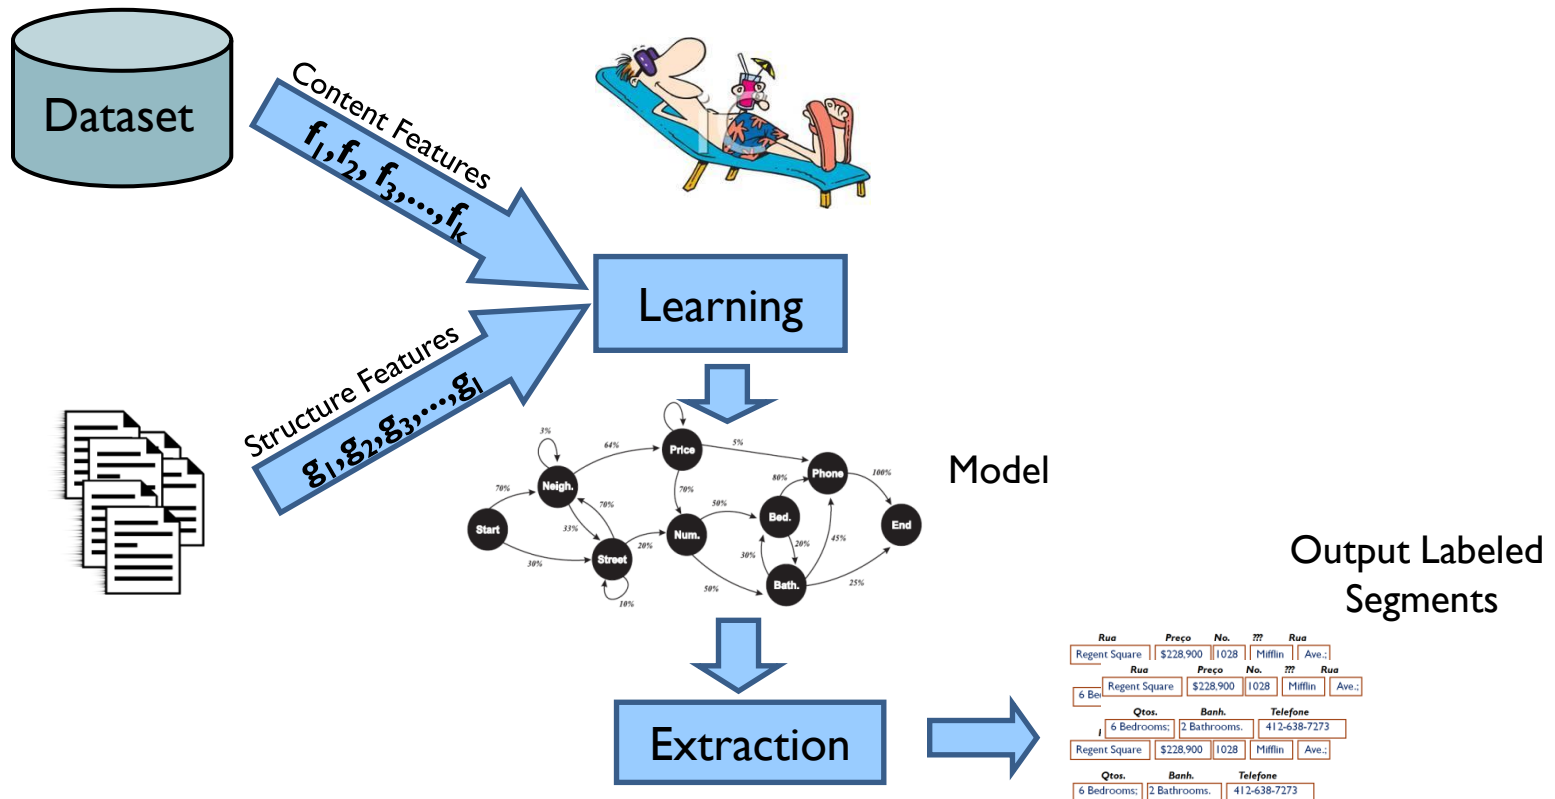 Dataset
Content Features
f1,f2, f3,...,fk
Learning
Structure Features
g1,g2,g3,...,gl
Model
3%
64%
Price
5%
Neigh.
Phone
100%
70%
70%
70%
80%
50%
Start
33%
Bed.
End
Num.
20%
20%
45%
Street
30%
30%
Bath.
25%
50%
10%
Output Labeled
Segments
Extraction
Rua Preço No. ??? Rua
Regent Square $228,900 1028 Mifflin Ave.;
Rua Preço No. ??? Rua
Regent Square $228,900 1028 Mifflin Ave.;
6 Be
Qtos. Banh. Telefone
6 Bedrooms; 2 Bathrooms. 412-638-7273
Regent Square $228,900 1028 Mifflin Ave.;
Qtos. Banh. Telefone
6 Bedrooms; 2 Bathrooms. 412-638-7273